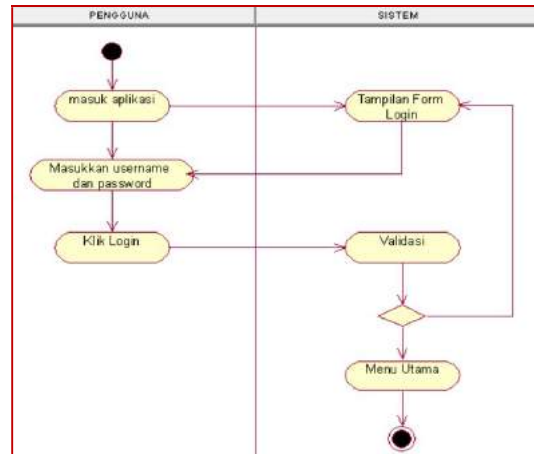 PENGGUNA
SISTEM
masuk aplikasi
Tampilan Form
Login
Masukkan username
dan password
Klik Login
Validasi
Menu Utama